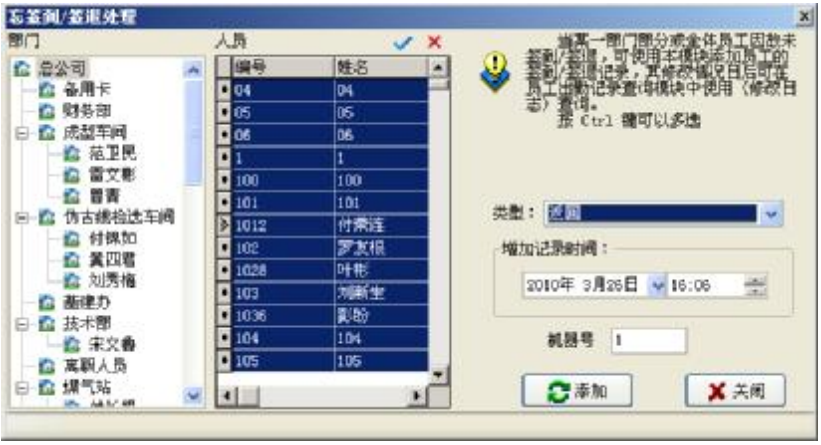 忘签到/签退处理
部门
总公司
备用卡
财务部
成型车间
范卫民
雷文彬
曾青
仿古线检选车间
付锦如
黄四君
刘秀梅
基建办
技术部
宋文鲁
离职人员
煤气站
人员
编号 姓名
04 04
05 05
06 06
1 1
100 100
101 101
1012 付荣连
102 罗友根
1028 叶彬
103 刘新生
1036 彭盼
104 104
105 105
当某一部门部分或全体员工因故未
签到/签退,可使用本模块添加员工的
签到/签退记录,其修改情况日后可在
员工出勤记录查询模块中使用(修改日
志)查询。
按 Ctrl 键可以多选
类型: 返回
增加记录时间:
2010年 3月26日 16:06
机器号 1
添加 关闭